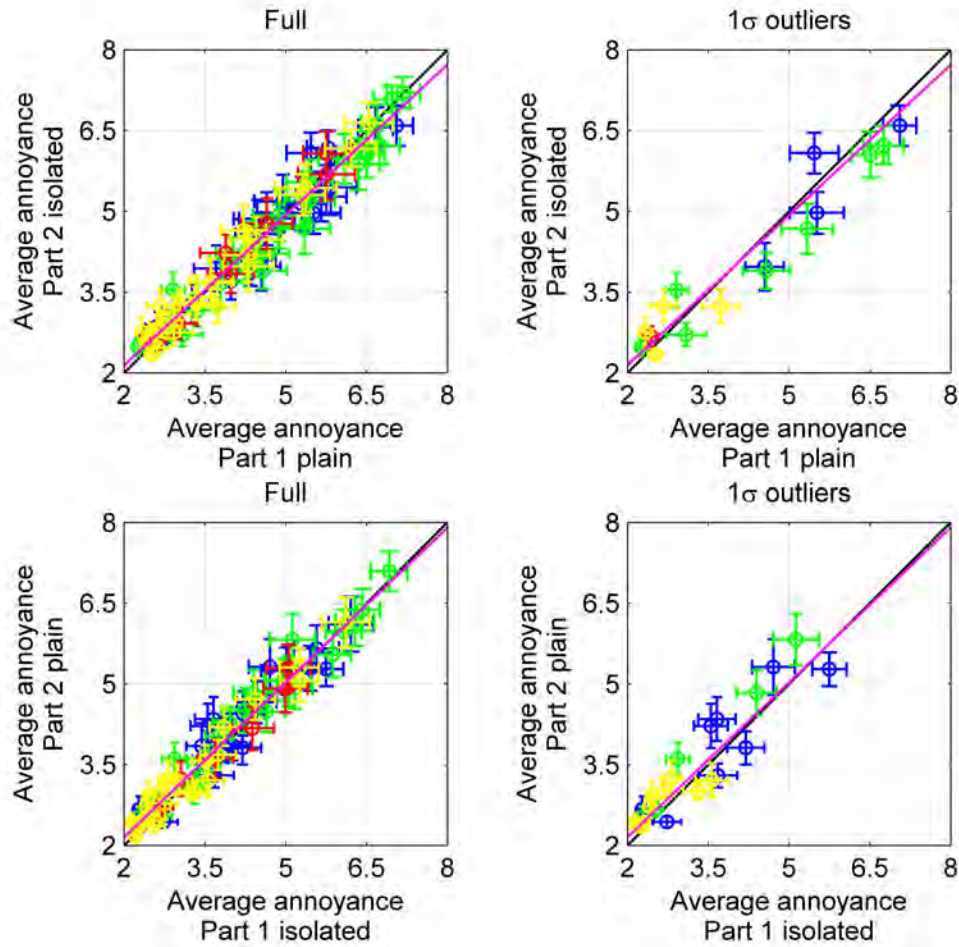 Full
8
6.5
5
3.5
2
2 3.5 5 6.5 8
Average annoyance
Part 2 isolated
Average annoyance
Part 1 plain
1σ outliers
8
6.5
5
3.5
2
2 3.5 5 6.5 8
Average annoyance
Part 2 isolated
Average annoyance
Part 1 plain
Full
8
6.5
5
3.5
2
2 3.5 5 6.5 8
Average annoyance
Part 2 plain
Average annoyance
Part 1 isolated
1σ outliers
8
6.5
5
3.5
2
2 3.5 5 6.5 8
Average annoyance
Part 2 plain
Average annoyance
Part 1 isolated